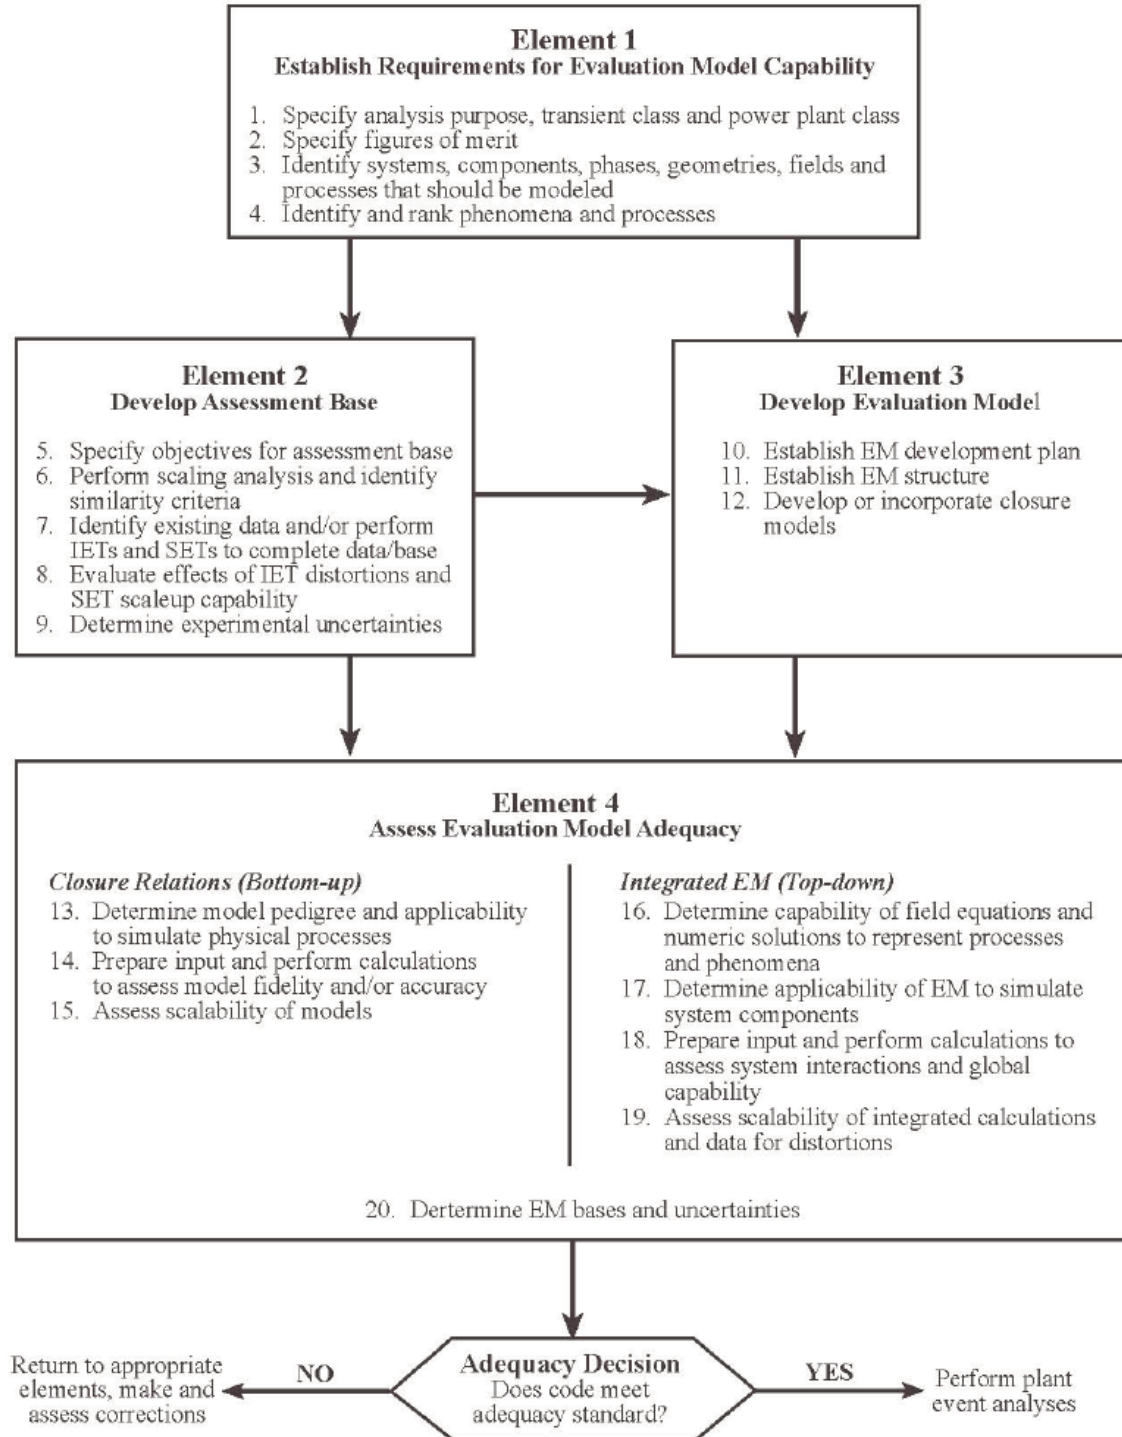 Element 1
Establish Requirements for Evaluation Model Capability
1. Specify analysis purpose, transient class and power plant class
2. Specify figures of merit
3. Identify systems, components, phases, geometries, fields and
processes that should be modeled
4. Identify and rank phenomena and processes
Element 2
Develop Assessment Base
5. Specify objectives for assessment base
6. Perform scaling analysis and identify
similarity criteria
7. Identify existing data and/or perform
IETs and SETs to complete data/base
8. Evaluate effects of IET distortions and
SET scaleup capability
9. Determine experimental uncertainties
Element 3
Develop Evaluation Model
10. Establish EM development plan
11. Establish EM structure
12. Develop or incorporate closure
models
Element 4
Assess Evaluation Model Adequacy
Closure Relations (Bottom-up)
13. Determine model pedigree and applicability
to simulate physical processes
14. Prepare input and perform calculations
to assess model fidelity and/or accuracy
15. Assess scalability of models
Integrated EM (Top-down)
16. Determine capability of field equations and
numeric solutions to represent processes
and phenomena
17. Determine applicability of EM to simulate
system components
18. Prepare input and perform calculations to
assess system interactions and global
capability
19. Assess scalability of integrated calculations
and data for distortions
20. Dertermine EM bases and uncertainties
Adequacy Decision
Does code meet
adequacy standard?
NO
Return to appropriate
elements, make and
assess corrections
YES
Perform plant
event analyses